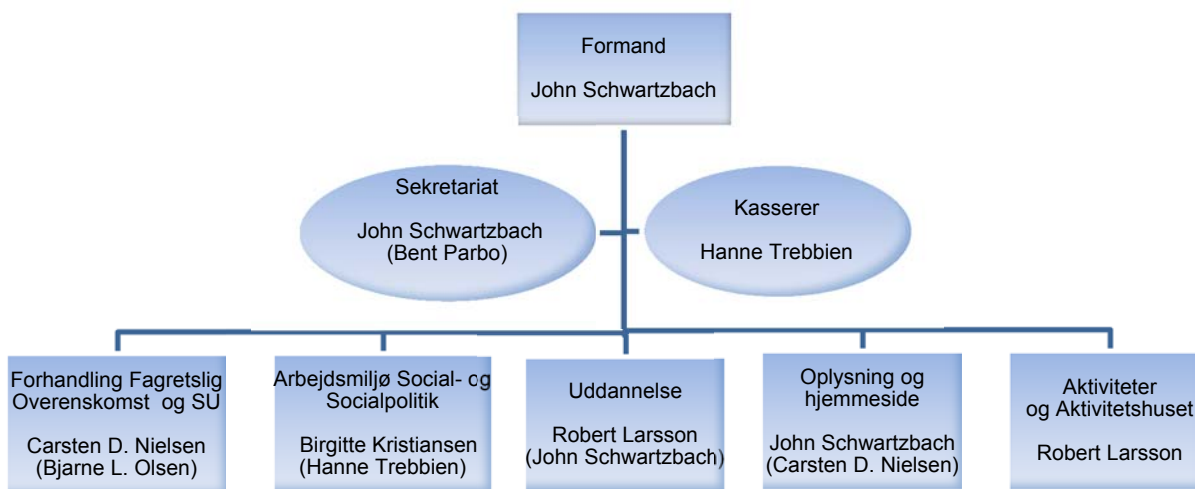 Formand
John Schwartzbach
Sekretariat
John Schwartzbach
(Bent Parbo)
Kasserer
Hanne Trebbien
Forhandling Fagretslig
Overenskomst og SU
Carsten D. Nielsen
(Bjarne L. Olsen)
Arbejdsmiljø Social- og
Socialpolitik
Birgitte Kristiansen
(Hanne Trebbien)
Uddannelse
Robert Larsson
(John Schwartzbach)
Oplysning og
hjemmeside
John Schwartzbach
(Carsten D. Nielsen)
Aktiviteter
og Aktivitetshuset
Robert Larsson